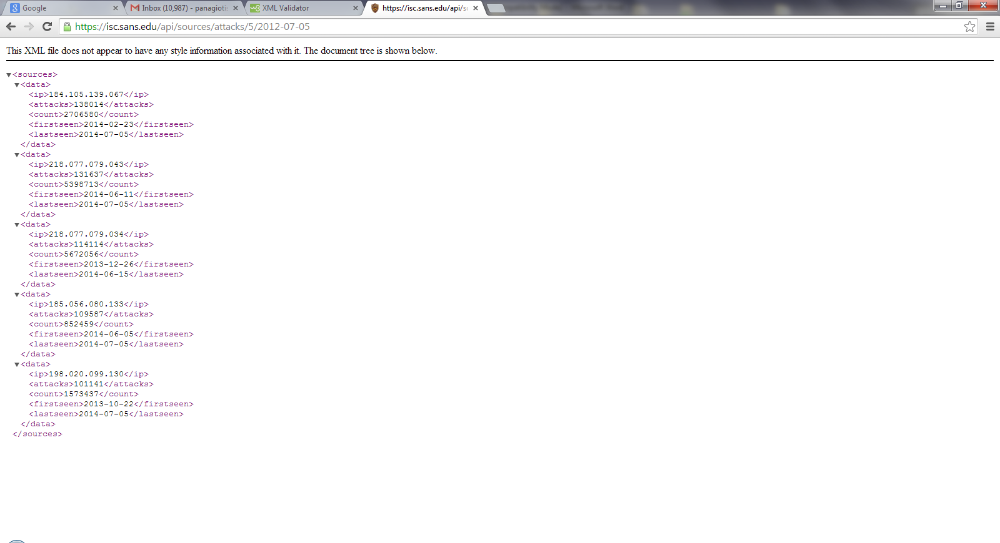 Google
Inbox (10,987) - panagiotis
XML Validator
https://isc.sans.edu/api/so
https://isc.sans.edu/api/sources/attacks/5/2012-07-05
This XML file does not appear to have any style information associated with it. The document tree is shown below.
<sources>
<data>
<ip>184.105.139.067</ip>
<attacks>138014</attacks>
<count>2706580</count>
<firstseen>2014-02-23</firstseen>
<lastseen>2014-07-05</lastseen>
</data>
<data>
<ip>218.077.079.043</ip>
<attacks>131637</attacks>
<count>5398713</count>
<firstseen>2014-06-11</firstseen>
<lastseen>2014-07-05</lastseen>
</data>
<data>
<ip>218.077.079.034</ip>
<attacks>114114</attacks>
<count>5672056</count>
<firstseen>2013-12-26</firstseen>
<lastseen>2014-06-15</lastseen>
</data>
<data>
<ip>185.056.080.133</ip>
<attacks>109587</attacks>
<count>852459</count>
<firstseen>2014-06-05</firstseen>
<lastseen>2014-07-05</lastseen>
</data>
<data>
<ip>198.020.099.130</ip>
<attacks>101141</attacks>
<count>1573437</count>
<firstseen>2013-10-22</firstseen>
<lastseen>2014-07-05</lastseen>
</data>
</sources>